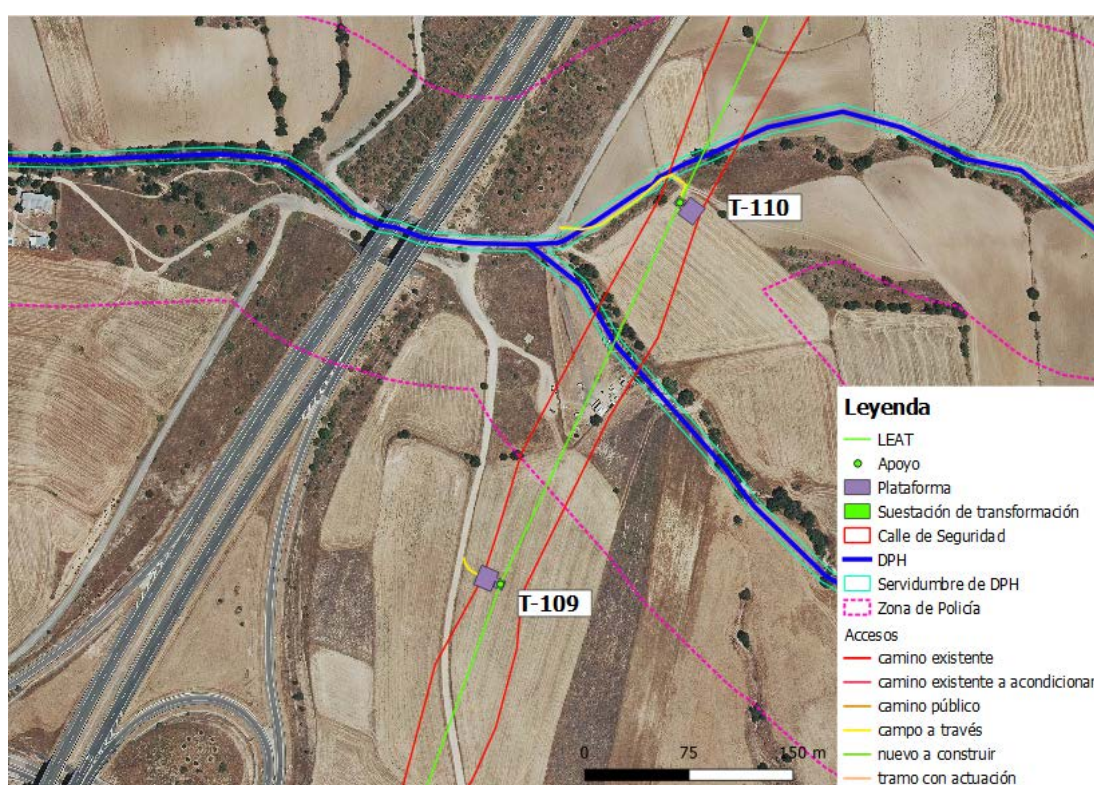 T-110
T-109
Leyenda
LEAT
Apoyo
Plataforma
Suestación de transformación
Calle de Seguridad
DPH
Servidumbre de DPH
Zona de Policía
Accesos
camino existente
camino existente a acondicionar
camino público
campo a través
nuevo a construir
tramo con actuación
0 75 150 m